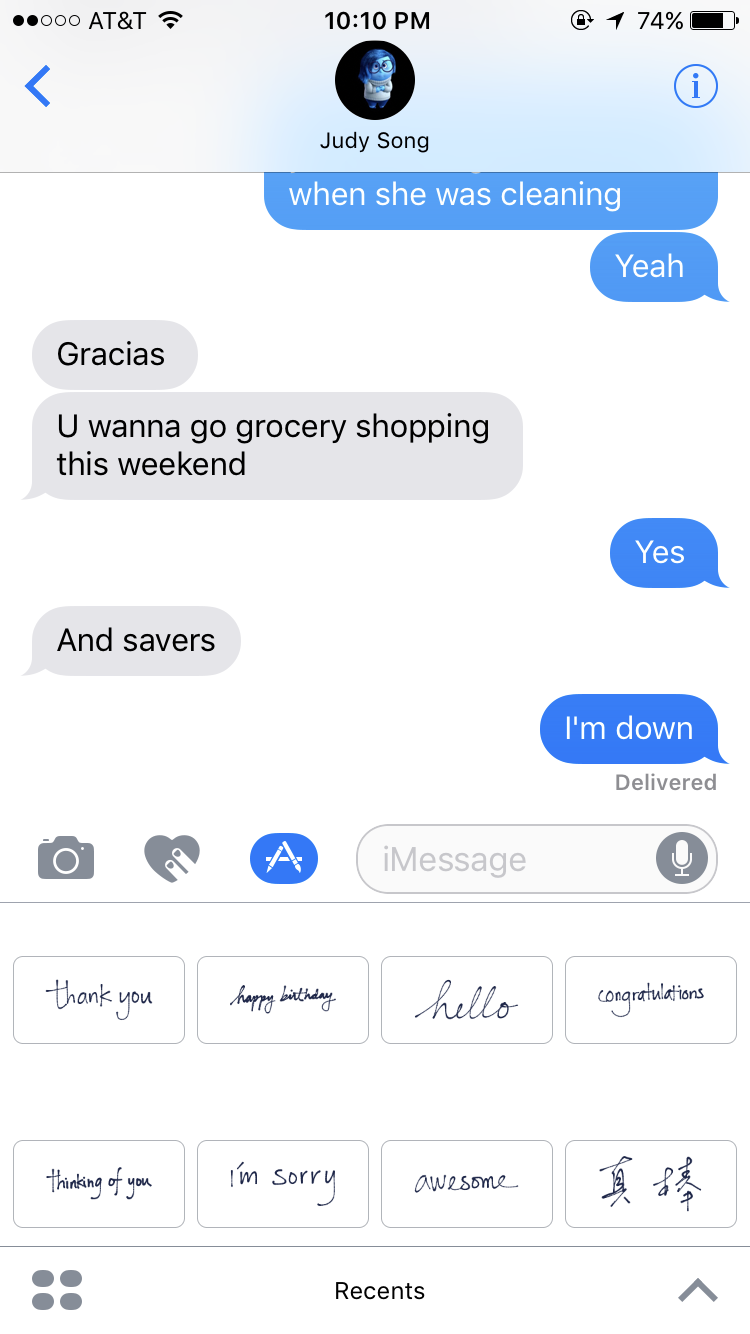 AT&T 10:10 PM 74%
Judy Song
when she was cleaning
Yeah
Gracias
U wanna go grocery shopping
this weekend
Yes
And savers
I'm down
Delivered
iMessage
thank you happy birthday hello congratulations
thinking of you i'm sorry awesome 真棒
Recents